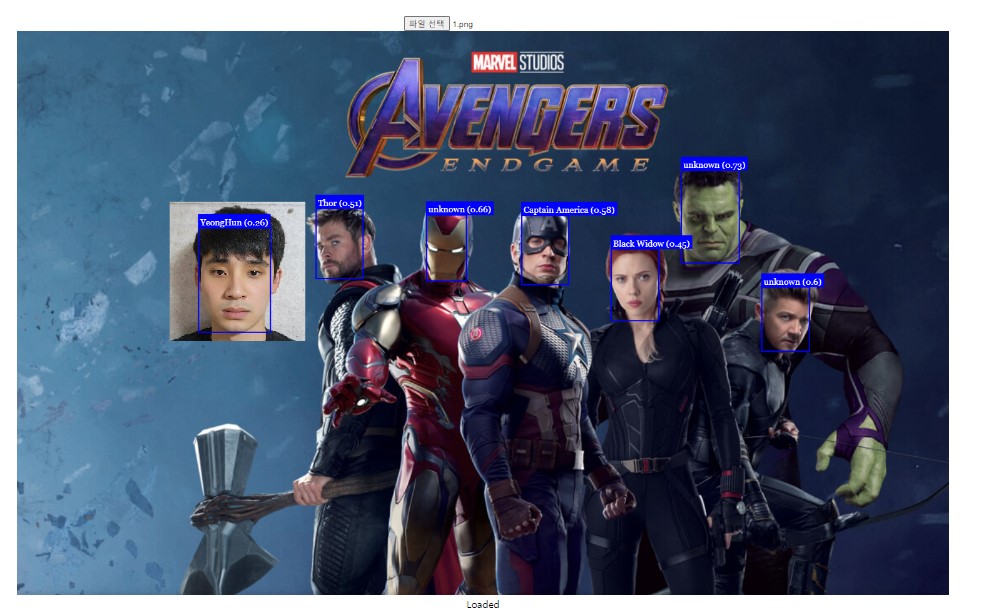 파일 선택 1.png
MARVEL STUDIOS
AVENGERS
ENDGAME
unknown (0.73)
Thor (0.51)
unknown (0.66)
Captain America (0.58)
YeongHun (0.26)
Black Widow (0.45)
unknown (0.6)
Loaded